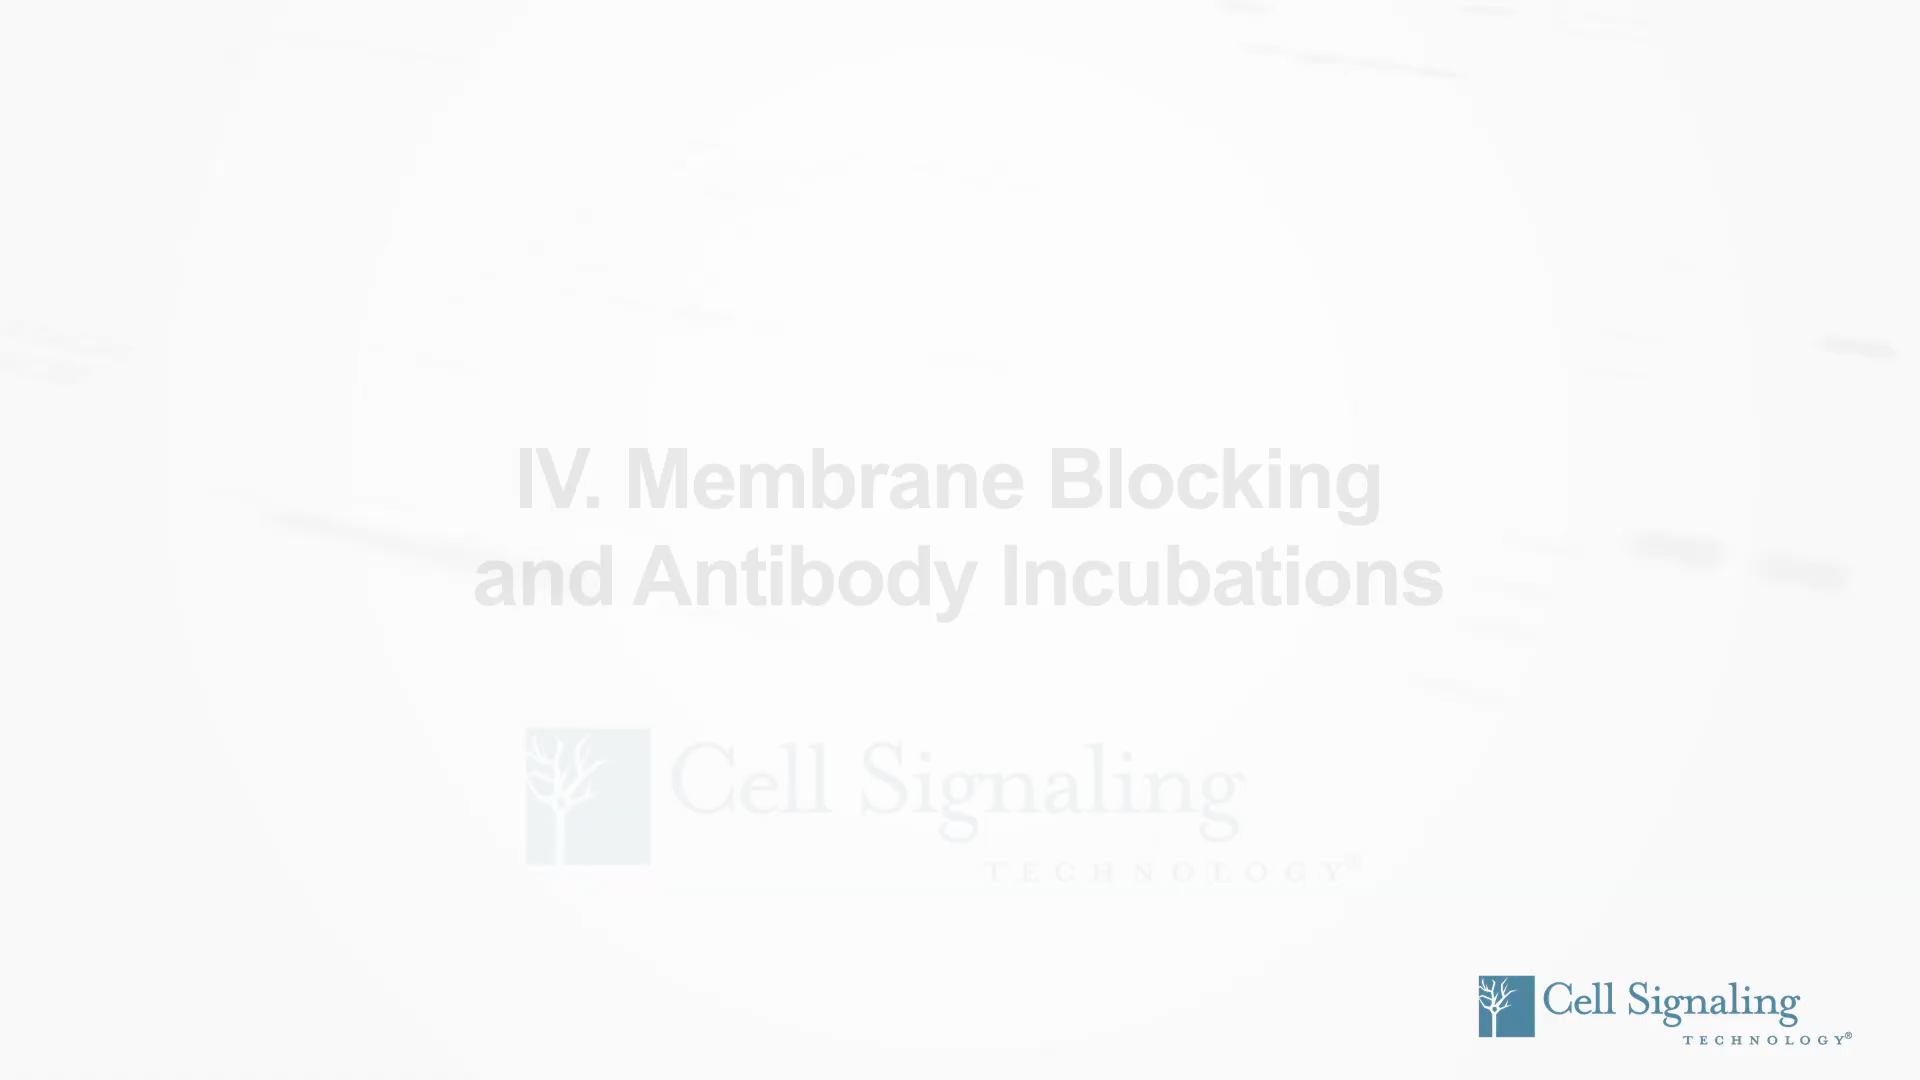 IV. Membrane Blocking
and Antibody Incubations
Cell Signaling
TECHNOLOGY®
Cell Signaling
TECHNOLOGY®